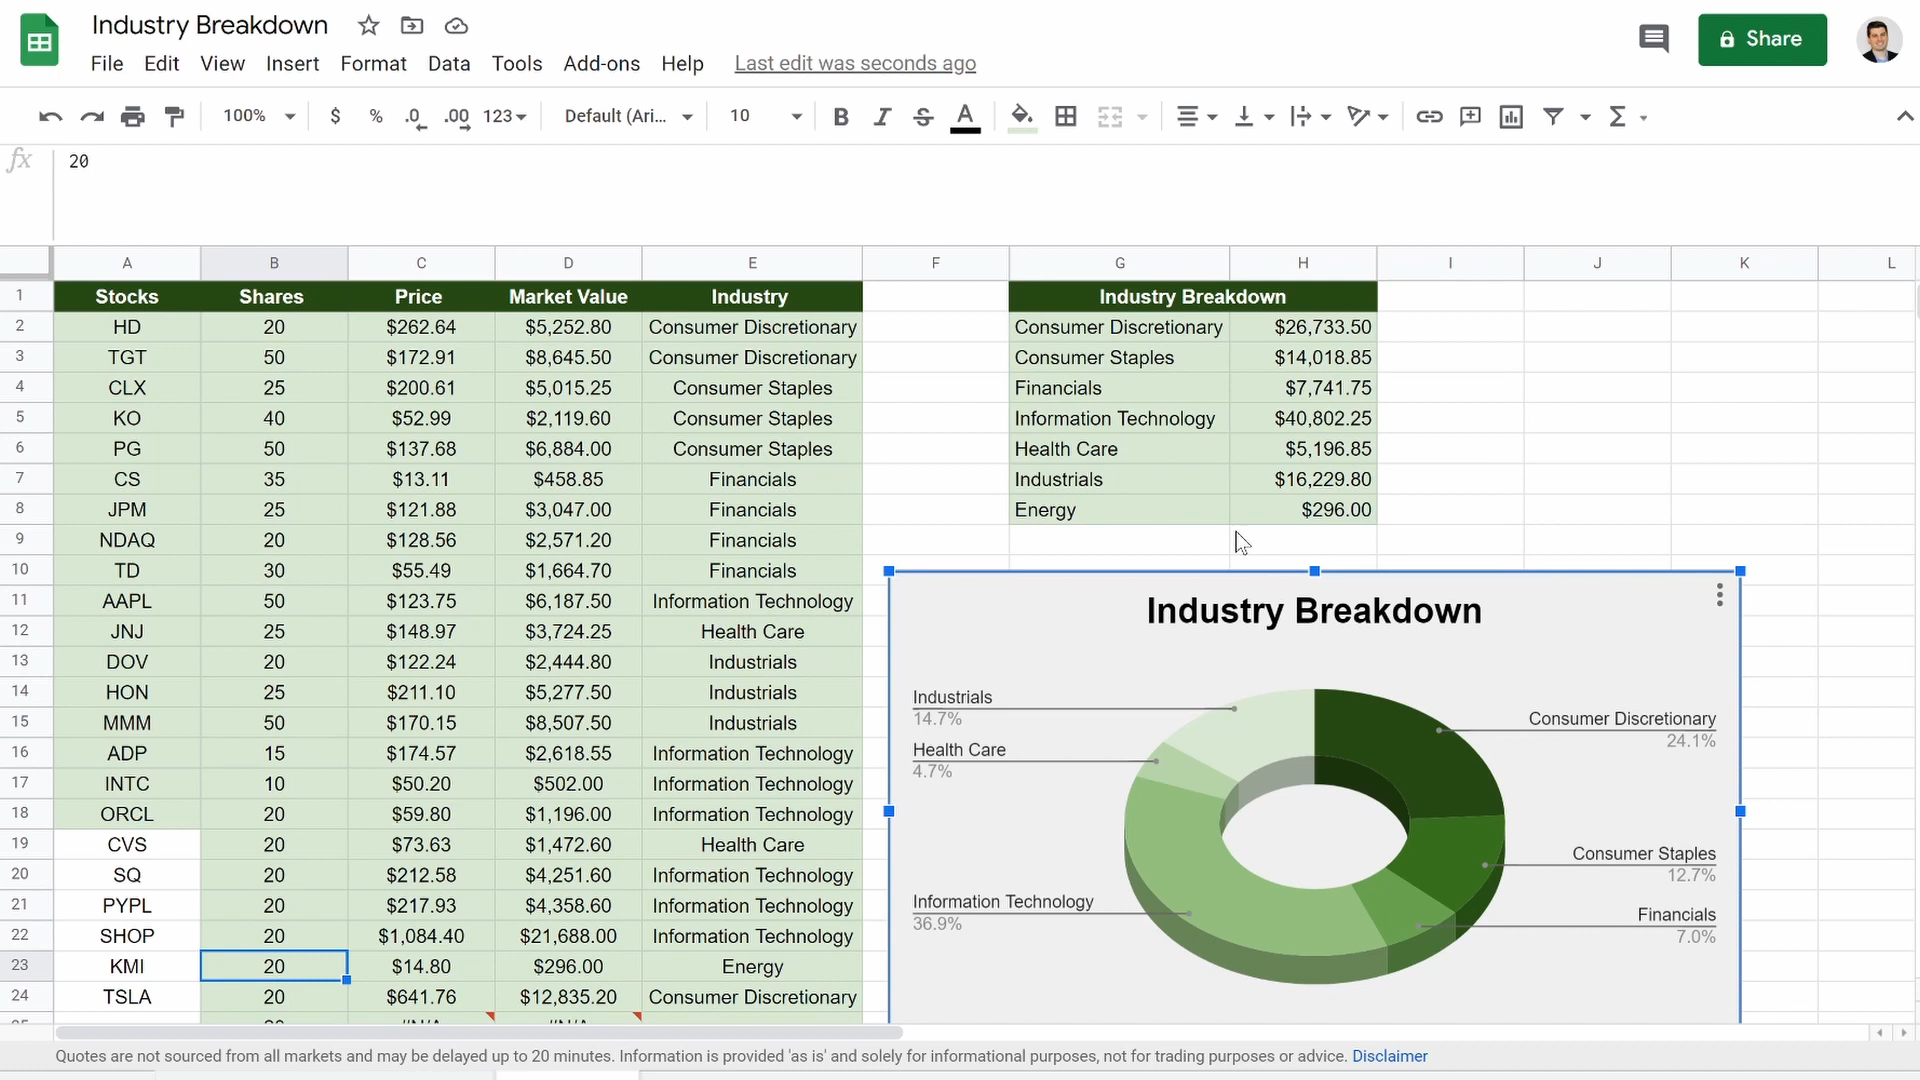 Industry Breakdown
File Edit View Insert Format Data Tools Add-ons Help Last edit was seconds ago
Share
100% $ % .0 .00 123 Default (Ari... 10 B I S A
fx 20
A B C D E F G H I J K L
1 Stocks Shares Price Market Value Industry Industry Breakdown
2 HD 20 $262.64 $5,252.80 Consumer Discretionary Consumer Discretionary $26,733.50
3 TGT 50 $172.91 $8,645.50 Consumer Discretionary Consumer Staples $14,018.85
4 CLX 25 $200.61 $5,015.25 Consumer Staples Financials $7,741.75
5 KO 40 $52.99 $2,119.60 Consumer Staples Information Technology $40,802.25
6 PG 50 $137.68 $6,884.00 Consumer Staples Health Care $5,196.85
7 CS 35 $13.11 $458.85 Financials Industrials $16,229.80
8 JPM 25 $121.88 $3,047.00 Financials Energy $296.00
9 NDAQ 20 $128.56 $2,571.20 Financials
10 TD 30 $55.49 $1,664.70 Financials
11 AAPL 50 $123.75 $6,187.50 Information Technology
12 JNJ 25 $148.97 $3,724.25 Health Care
13 DOV 20 $122.24 $2,444.80 Industrials
14 HON 25 $211.10 $5,277.50 Industrials
15 MMM 50 $170.15 $8,507.50 Industrials
16 ADP 15 $174.57 $2,618.55 Information Technology
17 INTC 10 $50.20 $502.00 Information Technology
18 ORCL 20 $59.80 $1,196.00 Information Technology
19 CVS 20 $73.63 $1,472.60 Health Care
20 SQ 20 $212.58 $4,251.60 Information Technology
21 PYPL 20 $217.93 $4,358.60 Information Technology
22 SHOP 20 $1,084.40 $21,688.00 Information Technology
23 KMI 20 $14.80 $296.00 Energy
24 TSLA 20 $641.76 $12,835.20 Consumer Discretionary
Industry Breakdown
Industrials
14.7%
Health Care
4.7%
Information Technology
36.9%
Consumer Discretionary
24.1%
Consumer Staples
12.7%
Financials
7.0%
Quotes are not sourced from all markets and may be delayed up to 20 minutes. Information is provided 'as is' and solely for informational purposes, not for trading purposes or advice. Disclaimer